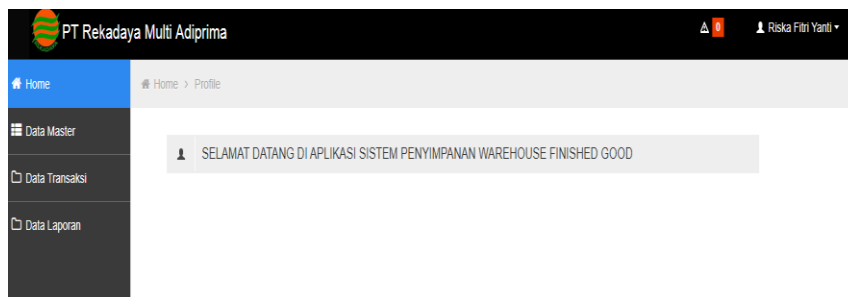 PT Rekadaya Multi Adiprima
0
Riska Fitri Yanti
Home
Home > Profile
Data Master
SELAMAT DATANG DI APLIKASI SISTEM PENYIMPANAN WAREHOUSE FINISHED GOOD
Data Transaksi
Data Laporan